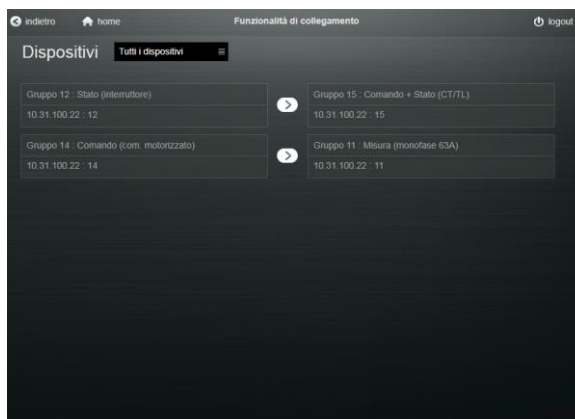 indietro home Funzionalità di collegamento logout
Dispositivi Tutti i dispositivi
Gruppo 12 : Stato (Interruttore) Gruppo 15 : Comando + Stato (CT/TL)
10.31.100.22 : 12 10.31.100.22 : 15
Gruppo 14 : Comando (com. motorizzato) Gruppo 11 : Misura (monofase 63A)
10.31.100.22 : 14 10.31.100.22 : 11